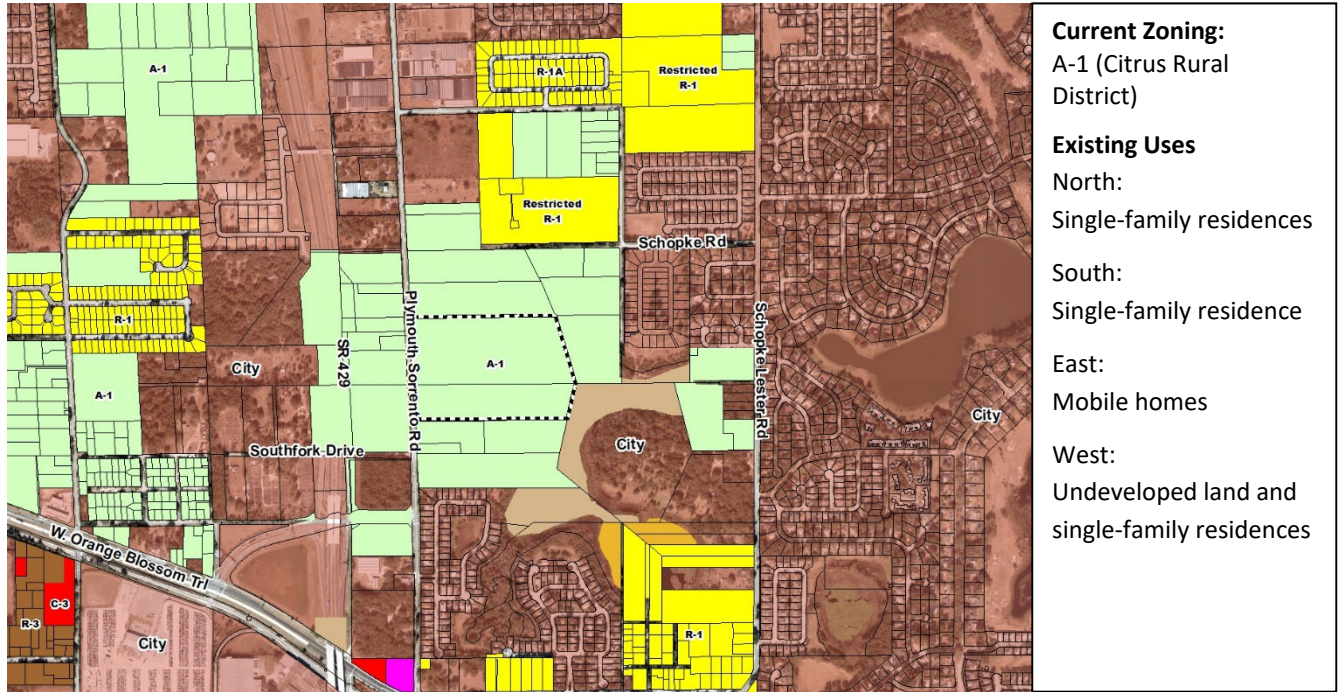 A-1
R-1A
Restricted
R-1
Restricted
R-1
Schopke Rd
Plymouth Sorrento Rd
Schopke Lester Rd
R-1
SR 429
A-1
City
A-1
City
City
Southfork Drive
W. Orange Blossom Trl
C-3
R-3
City
R-1
Current Zoning:
A-1 (Citrus Rural
District)
Existing Uses
North:
Single-family residences
South:
Single-family residence
East:
Mobile homes
West:
Undeveloped land and
single-family residences